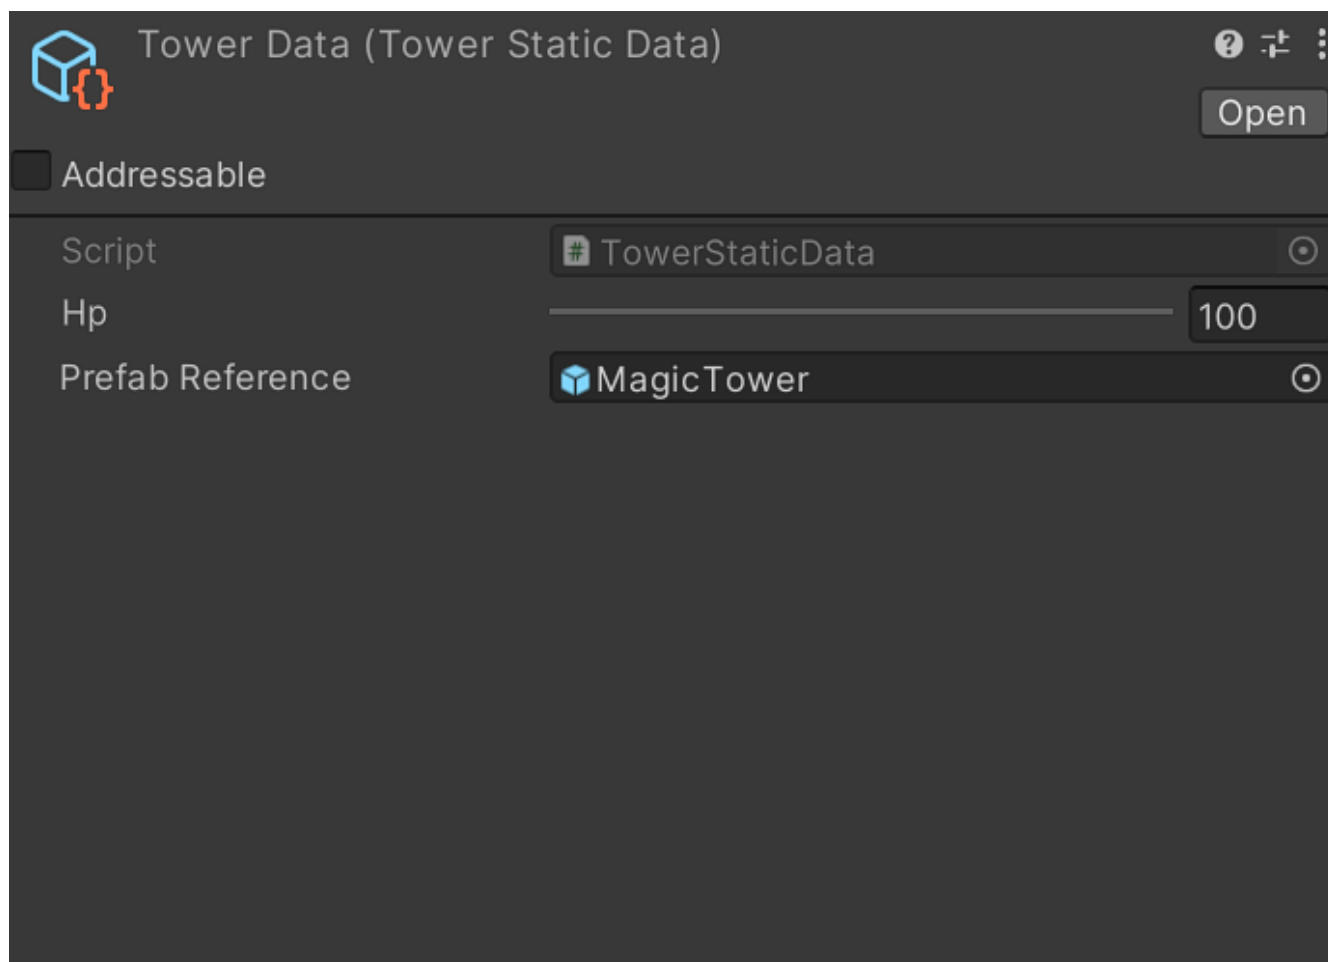 Tower Data (Tower Static Data)
Open
Addressable
Script TowerStaticData
Hp 100
Prefab Reference MagicTower